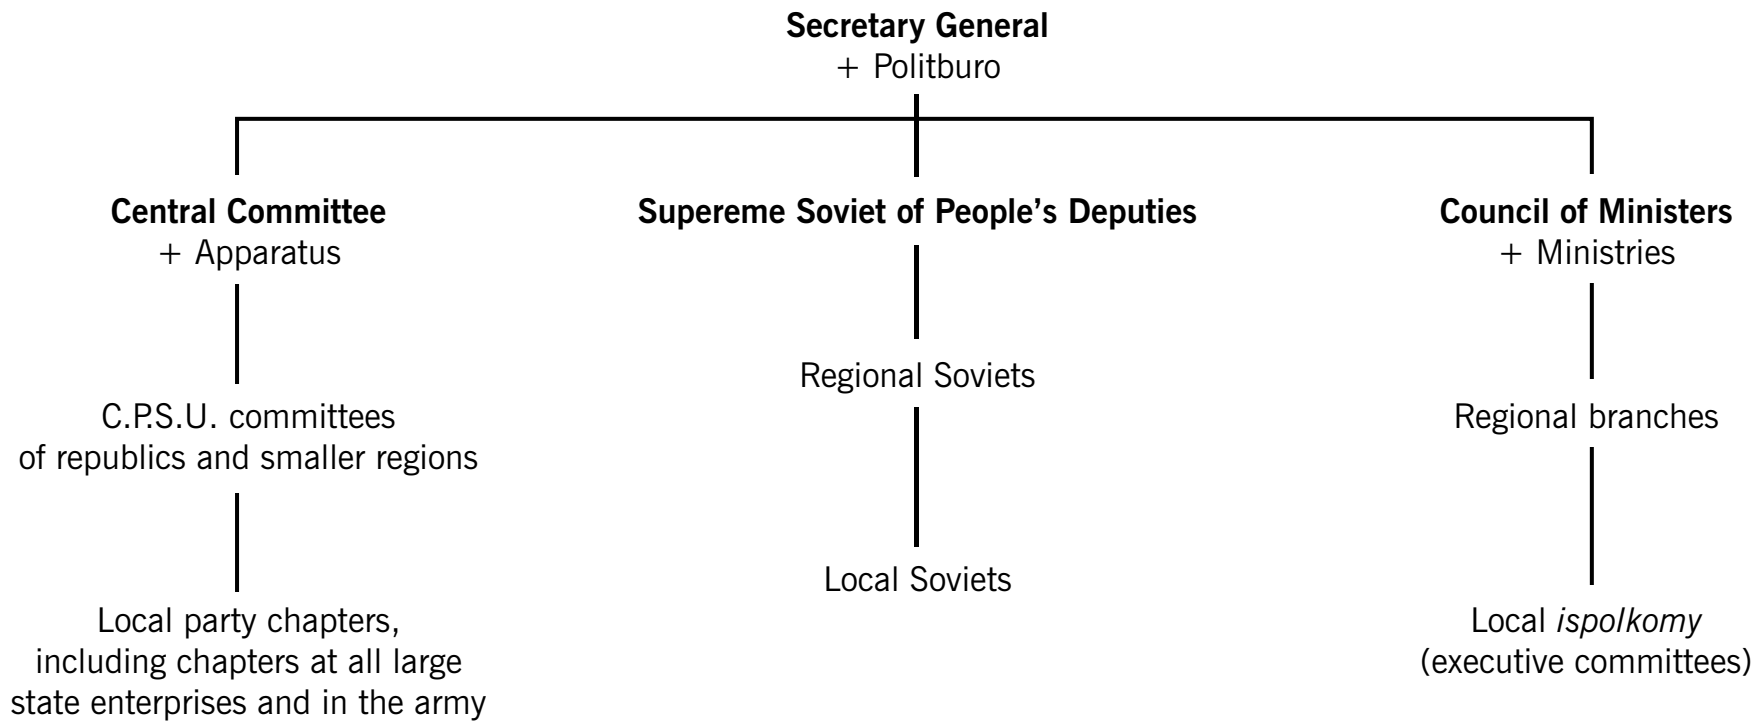 Secretary General
+ Politburo
Central Committee
+ Apparatus
Supereme Soviet of People’s Deputies
Council of Ministers
+ Ministries
C.P.S.U. committees
of republics and smaller regions
Regional Soviets
Regional branches
Local party chapters,
including chapters at all large
state enterprises and in the army
Local Soviets
Local ispolkomy
(executive committees)